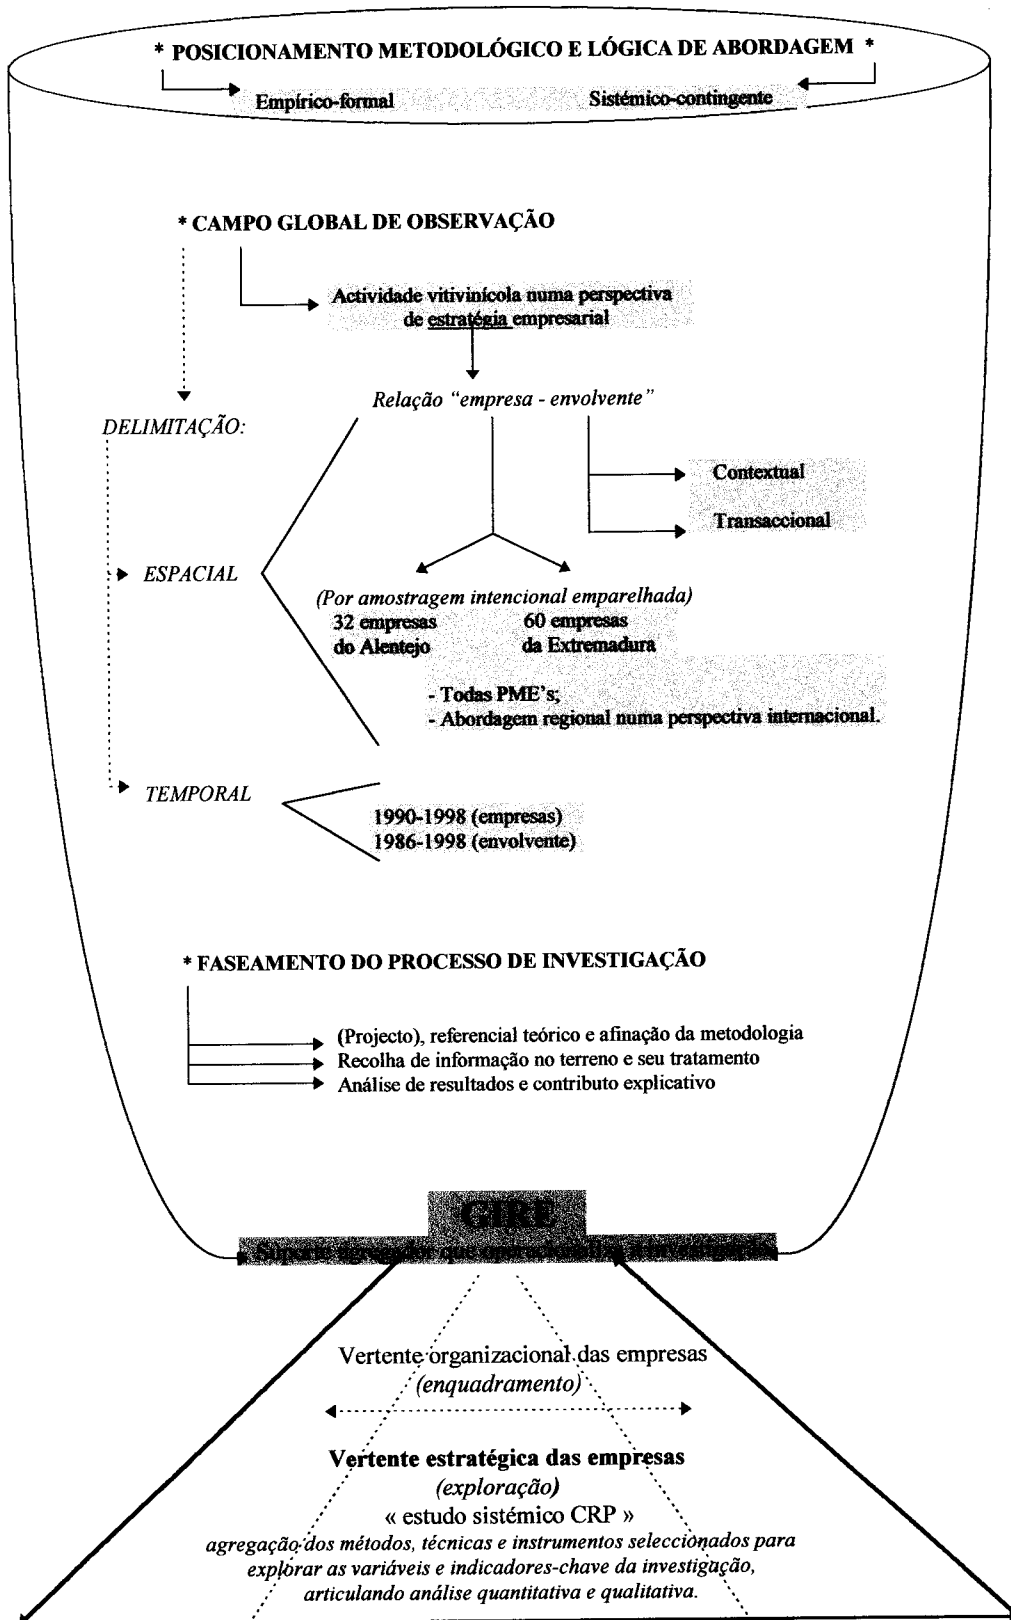 * POSICIONAMENTO METODOLÓGICO E LÓGICA DE ABORDAGEM *
Empírico-formal
Sistémico-contingente
* CAMPO GLOBAL DE OBSERVAÇÃO
Actividade vitivinícola numa perspectiva
de estratégia empresarial
Relação “empresa - envolvente”
DELIMITAÇÃO:
Contextual
Transaccional
ESPACIAL
(Por amostragem intencional emparelhada)
32 empresas
do Alentejo
60 empresas
da Extremadura
- Todas PME's;
- Abordagem regional numa perspectiva internacional.
TEMPORAL
1990-1998 (empresas)
1986-1998 (envolvente)
* FASEAMENTO DO PROCESSO DE INVESTIGAÇÃO
(Projecto), referencial teórico e afinação da metodologia
Recolha de informação no terreno e seu tratamento
Análise de resultados e contributo explicativo
GIRE
Suporte agregador que operacionaliza a investigação
Vertente organizacional das empresas
(enquadramento)
Vertente estratégica das empresas
(exploração)
« estudo sistémico CRP »
agregação dos métodos, técnicas e instrumentos seleccionados para
explorar as variáveis e indicadores-chave da investigação,
articulando análise quantitativa e qualitativa.